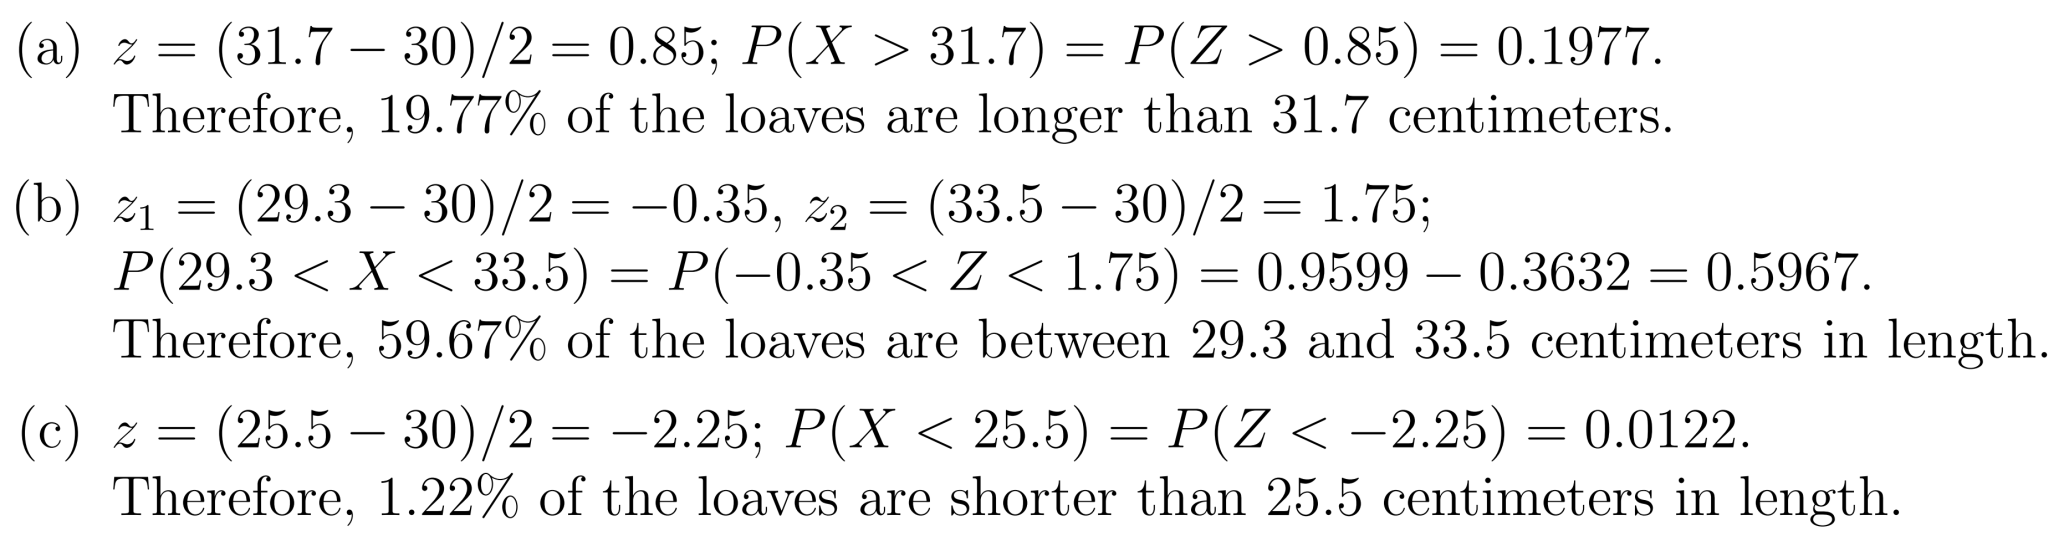 (a) z = (31.7 − 30)/2 = 0.85; P(X > 31.7) = P(Z > 0.85) = 0.1977.
Therefore, 19.77% of the loaves are longer than 31.7 centimeters.
(b) z₁ = (29.3 − 30)/2 = −0.35, z₂ = (33.5 − 30)/2 = 1.75;
P(29.3 < X < 33.5) = P(−0.35 < Z < 1.75) = 0.9599 − 0.3632 = 0.5967.
Therefore, 59.67% of the loaves are between 29.3 and 33.5 centimeters in length.
(c) z = (25.5 − 30)/2 = −2.25; P(X < 25.5) = P(Z < −2.25) = 0.0122.
Therefore, 1.22% of the loaves are shorter than 25.5 centimeters in length.